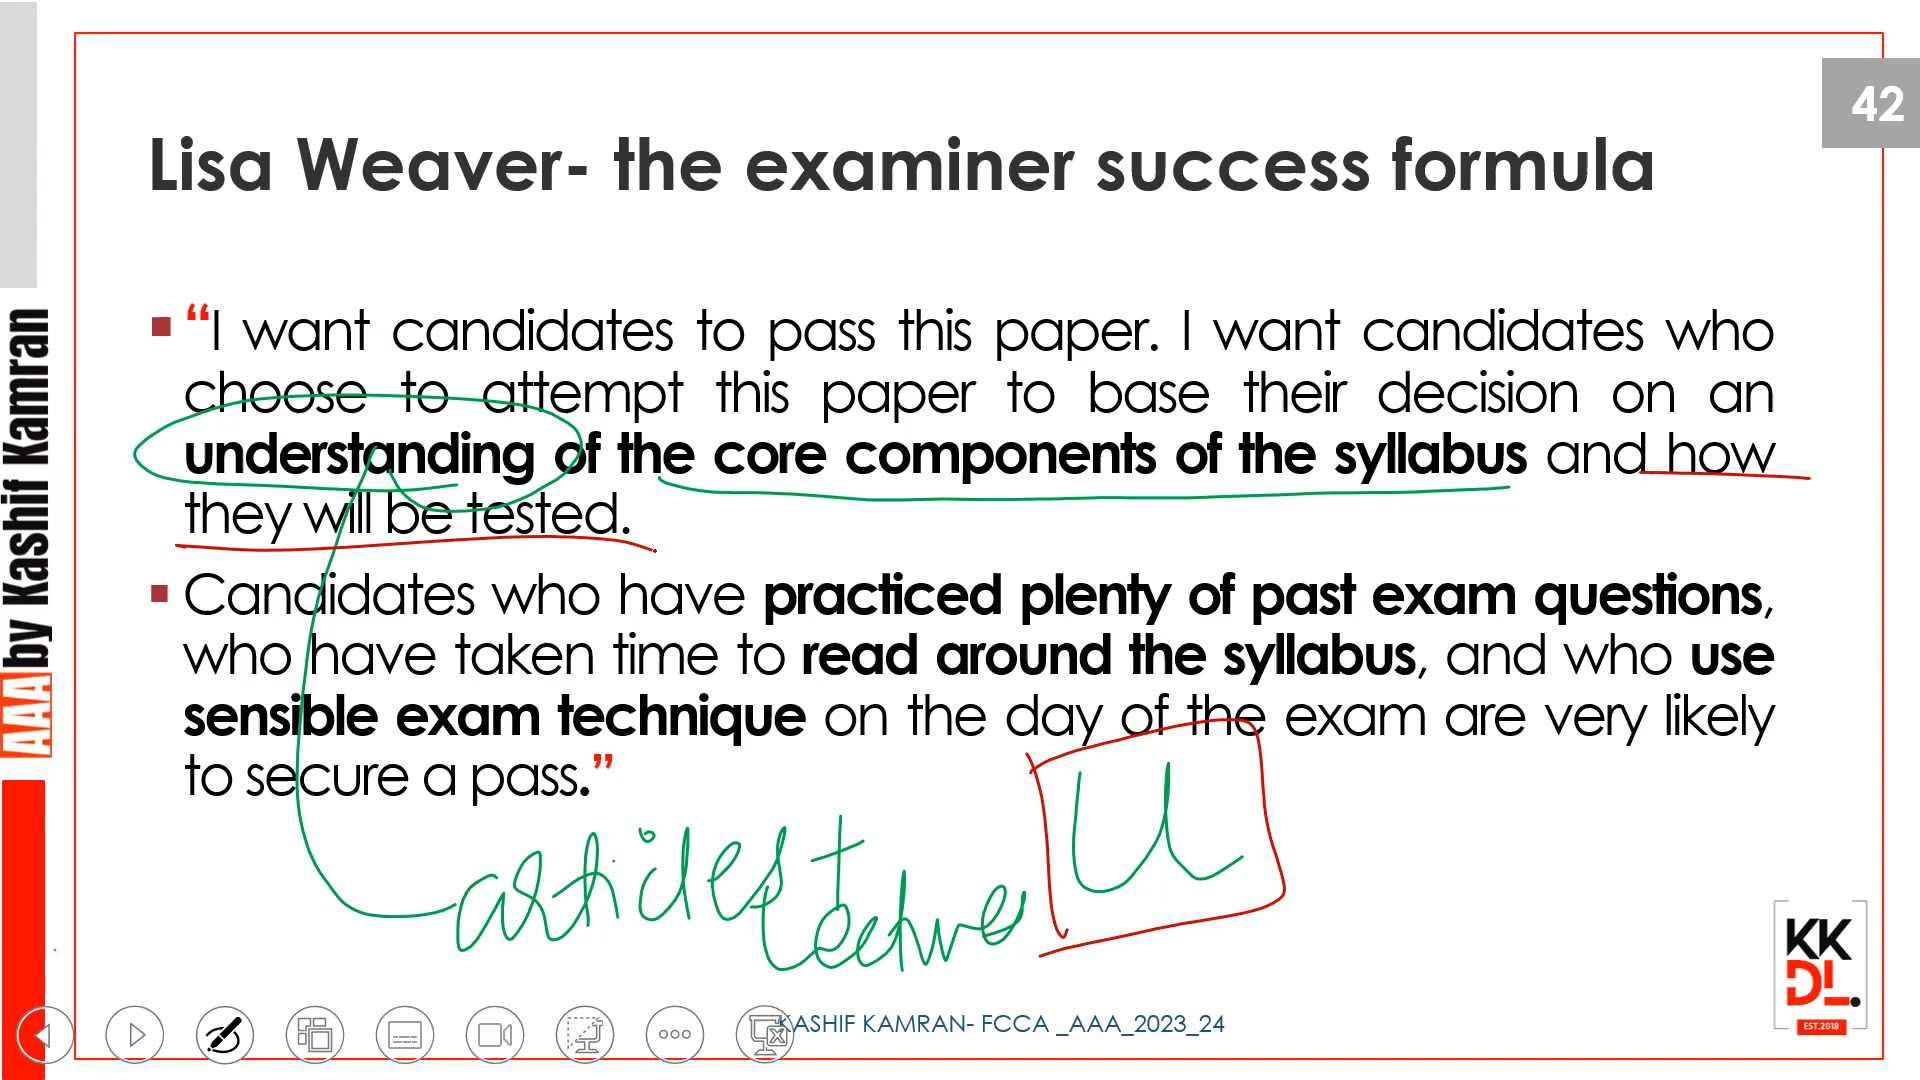 42
Lisa Weaver- the examiner success formula
“I want candidates to pass this paper. I want candidates who
choose to attempt this paper to base their decision on an
understanding of the core components of the syllabus and how
they will be tested.
Candidates who have practiced plenty of past exam questions,
who have taken time to read around the syllabus, and who use
sensible exam technique on the day of the exam are very likely
to secure a pass.”
articles +
lecture
U
AAA by Kashif Kamran
KK
DL.
EST.2018
KASHIF KAMRAN- FCCA _AAA_2023_24